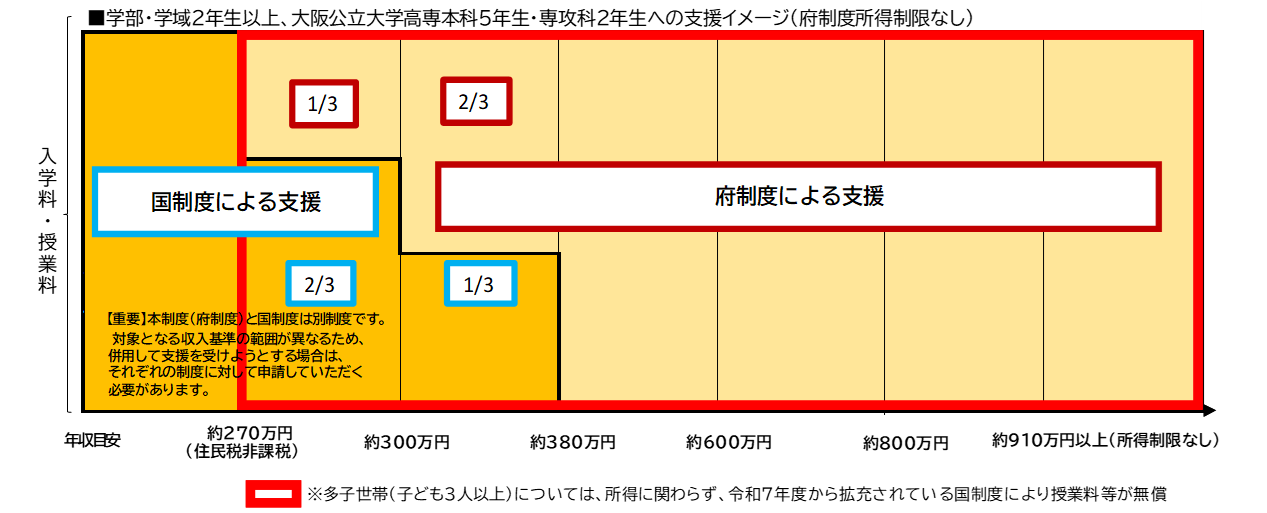 ■学部・学域2年生以上、大阪公立大学高専本科5年生・専攻科2年生への支援イメージ(府制度所得制限なし)
入学料・授業料
1/3
2/3
国制度による支援
府制度による支援
2/3
1/3
【重要】本制度(府制度)と国制度は別制度です。
対象となる収入基準の範囲が異なるため、
併用して支援を受けようとする場合は、
それぞれの制度に対して申請していただく
必要があります。
年収目安
約270万円
(住民税非課税)
約300万円
約380万円
約600万円
約800万円
約910万円以上(所得制限なし)
※多子世帯(子ども3人以上)については、所得に関わらず、令和7年度から拡充されている国制度により授業料等が無償